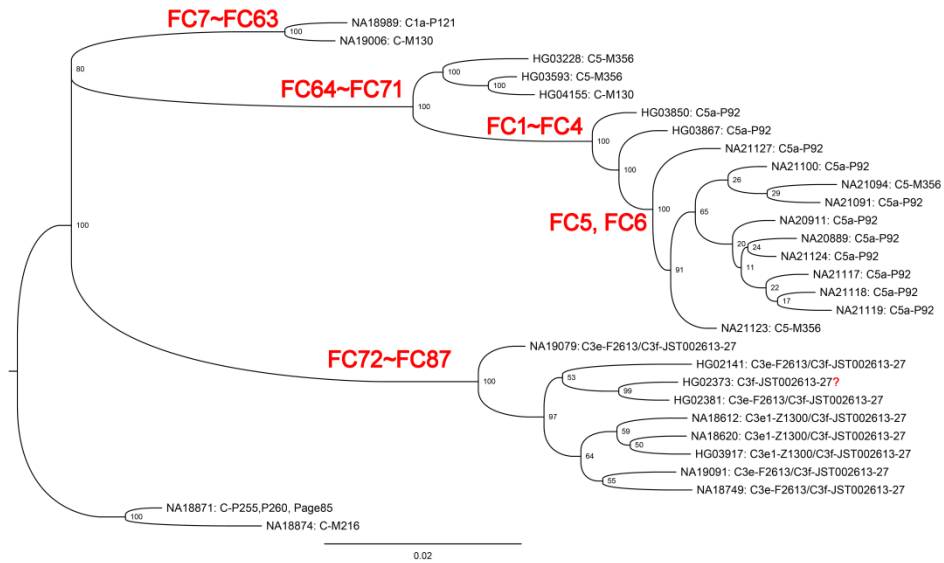 FC7~FC63
NA18989: C1a-P121
100
NA19006: C-M130
80
HG03228: C5-M356
100
HG03593: C5-M356
100
HG04155: C-M130
FC64~FC71
100
HG03850: C5a-P92
FC1~FC4
HG03867: C5a-P92
100
NA21127: C5a-P92
100
NA21100: C5a-P92
26
NA21094: C5-M356
29
NA21091: C5a-P92
100
65
FC5, FC6
NA20911: C5a-P92
100
NA20889: C5a-P92
20
24
NA21124: C5a-P92
11
91
NA21117: C5a-P92
22
NA21118: C5a-P92
17
NA21119: C5a-P92
NA21123: C5-M356
FC72~FC87
NA19079: C3e-F2613/C3f-JST002613-27
HG02141: C3e-F2613/C3f-JST002613-27
53
100
HG02373: C3f-JST002613-27?
99
HG02381: C3e-F2613/C3f-JST002613-27
97
NA18612: C3e1-Z1300/C3f-JST002613-27
59
NA18620: C3e1-Z1300/C3f-JST002613-27
50
HG03917: C3e1-Z1300/C3f-JST002613-27
64
NA19091: C3e-F2613/C3f-JST002613-27
55
NA18749: C3e-F2613/C3f-JST002613-27
NA18871: C-P255,P260, Page85
100
NA18874: C-M216
0.02